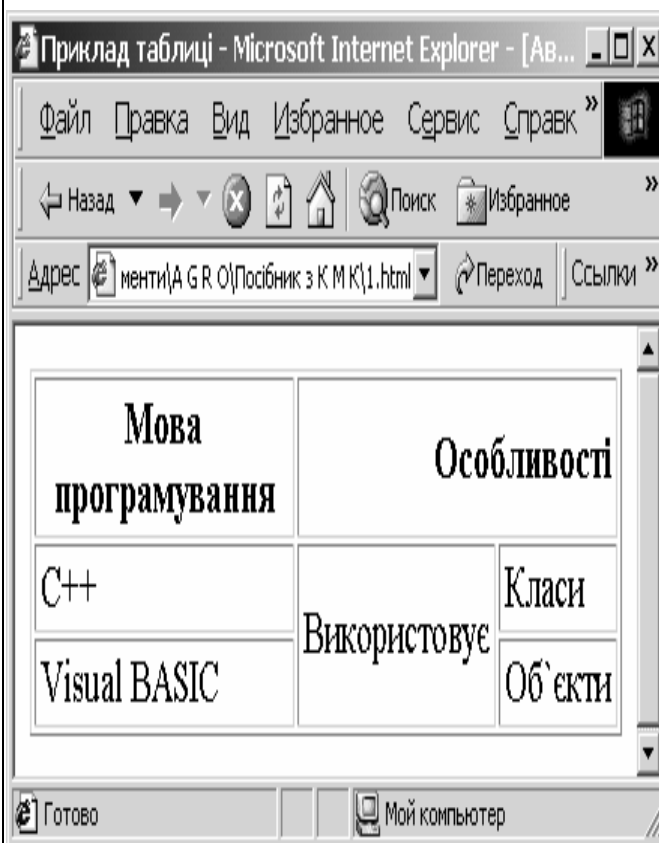 Приклад таблиці - Microsoft Internet Explorer - [Ав...
Файл Правка Вид Избранное Сервис Справк »
Назад Поиск Избранное »
Адрес менти\A G R O\Посібник з К М К\1.html Переход Ссылки »
Мова
програмування
Особливості
C++
Використовує
Класи
Visual BASIC
Об`єкти
Готово Мой компьютер